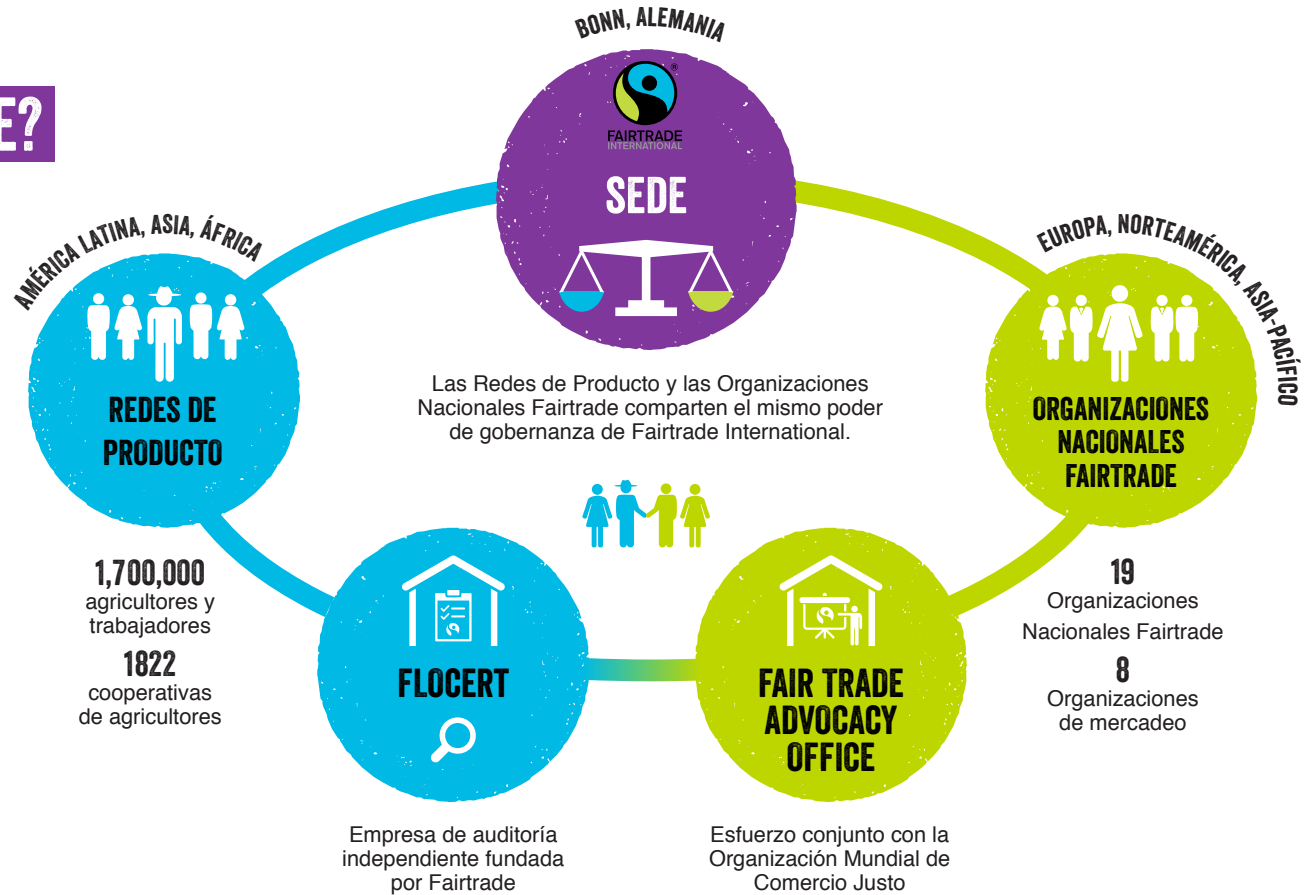 BONN, ALEMANIA
E?
FAIRTRADE
INTERNATIONAL
®
SEDE
AMÉRICA LATINA, ASIA, ÁFRICA
REDES DE
PRODUCTO
EUROPA, NORTEAMÉRICA, ASIA-PACÍFICO
ORGANIZACIONES
NACIONALES
FAIRTRADE
Las Redes de Producto y las Organizaciones
Nacionales Fairtrade comparten el mismo poder
de gobernanza de Fairtrade International.
1,700,000
agricultores y
trabajadores
1822
cooperativas
de agricultores
FLOCERT
Empresa de auditoría
independiente fundada
por Fairtrade
FAIR TRADE
ADVOCACY
OFFICE
Esfuerzo conjunto con la
Organización Mundial de
Comercio Justo
19
Organizaciones
Nacionales Fairtrade
8
Organizaciones
de mercadeo